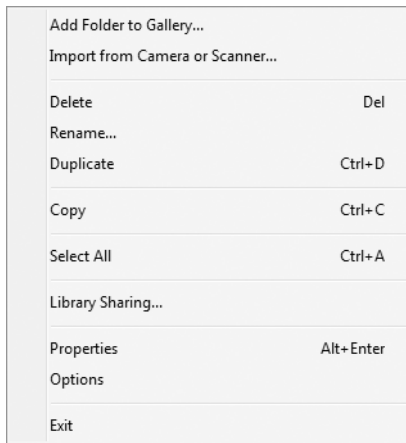 Add Folder to Gallery...
Import from Camera or Scanner...
Delete Del
Rename...
Duplicate Ctrl+D
Copy Ctrl+C
Select All Ctrl+A
Library Sharing...
Properties Alt+Enter
Options
Exit